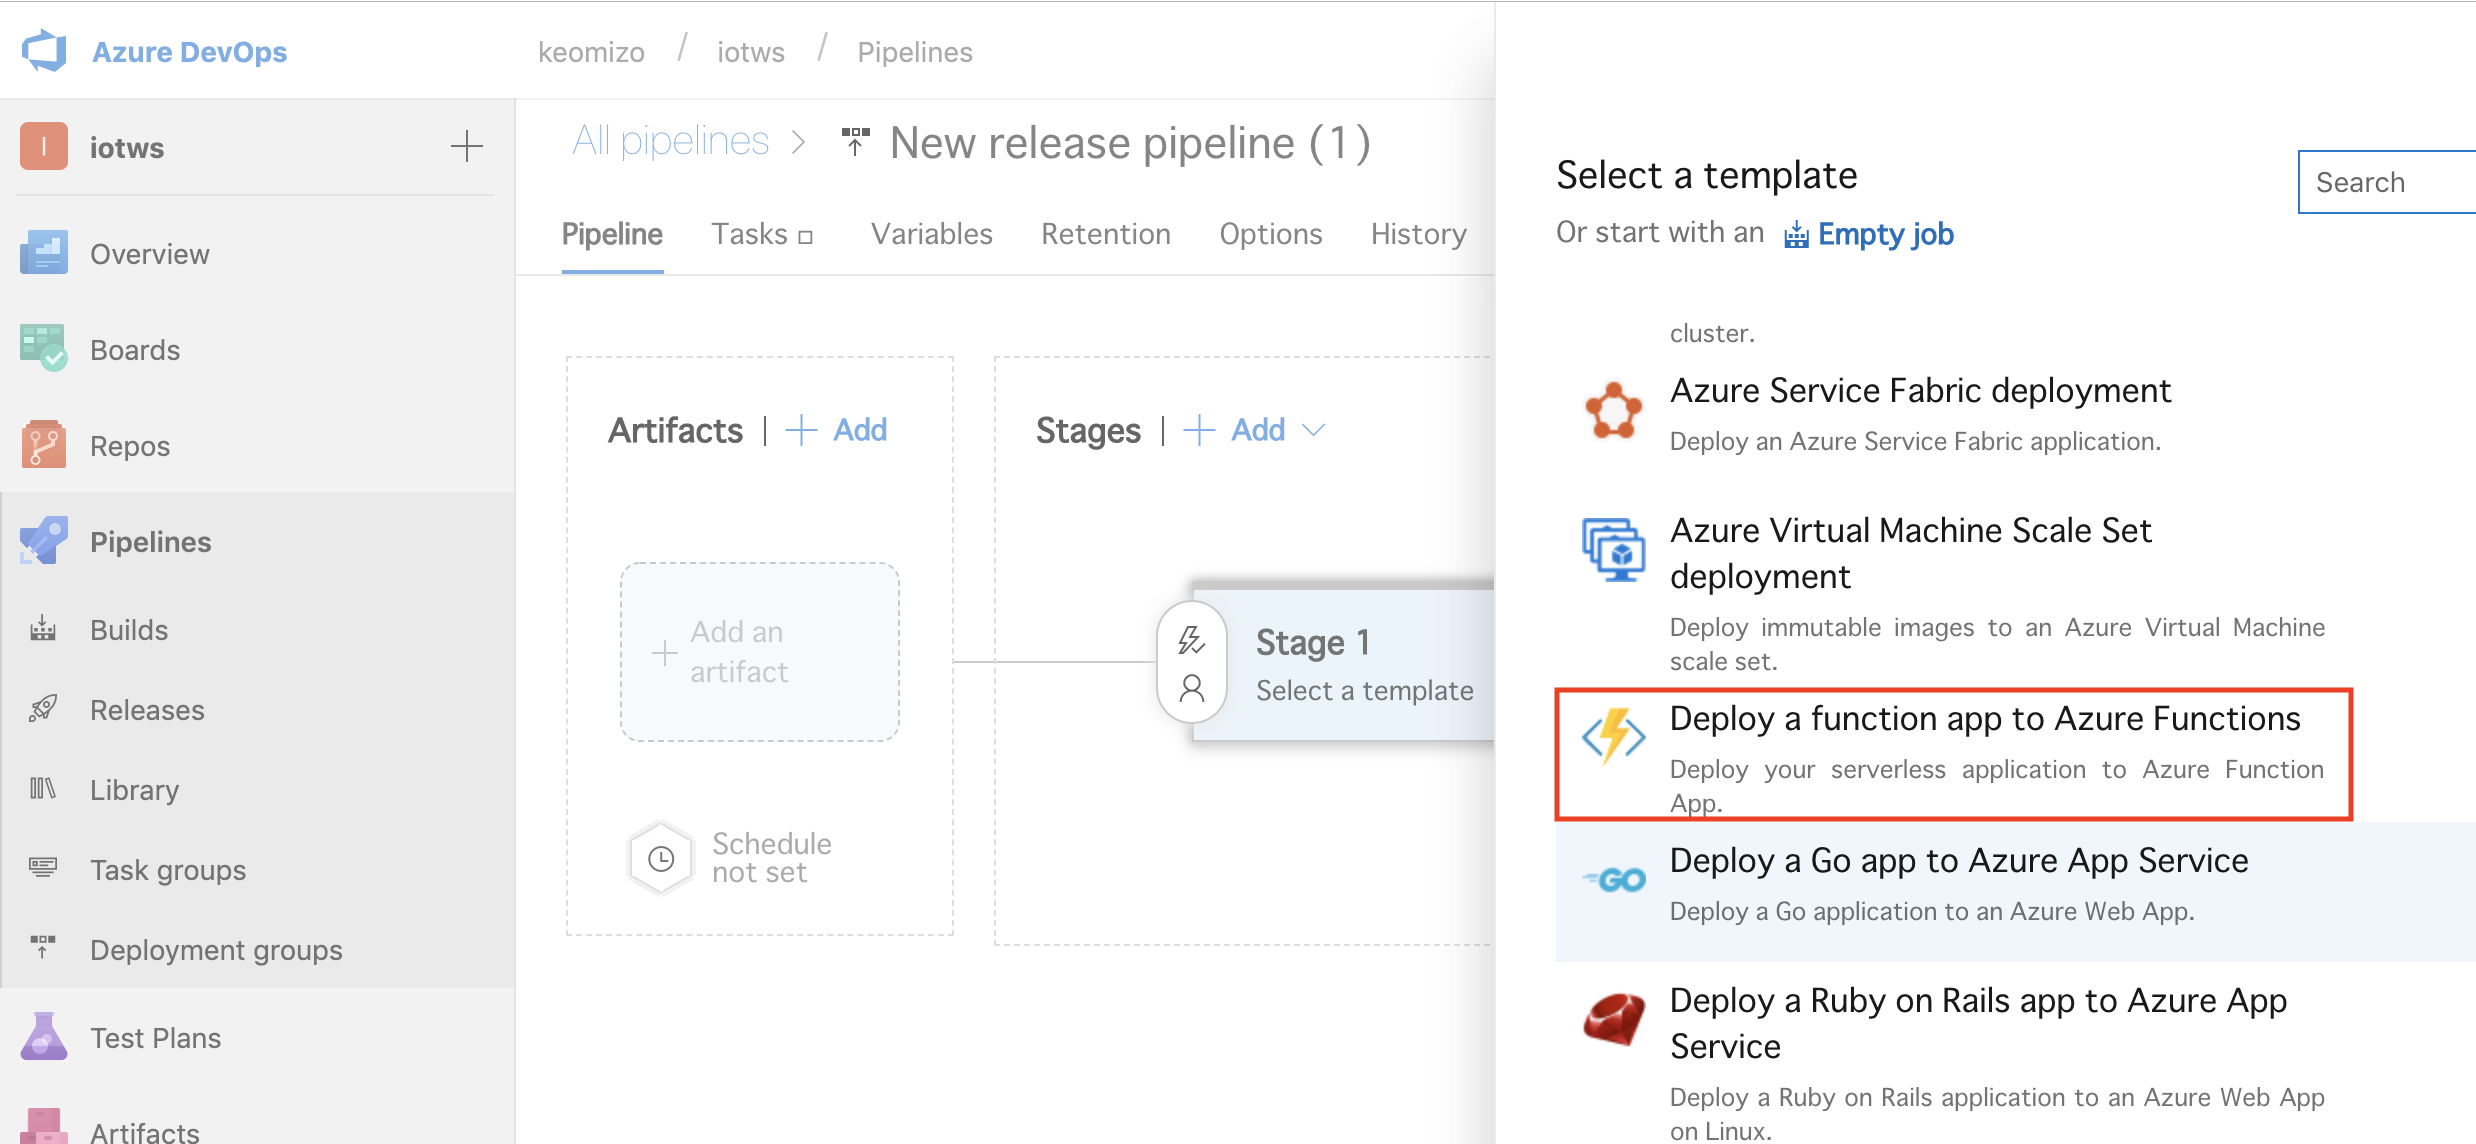 Azure DevOps
keomizo / iotws / Pipelines
I
iotws
Overview
Boards
Repos
Pipelines
Builds
Releases
Library
Task groups
Deployment groups
Test Plans
Artifacts
All pipelines > New release pipeline (1)
Pipeline
Tasks
Variables
Retention
Options
History
Artifacts | + Add
Add an
artifact
Schedule
not set
Stages | + Add
Stage 1
Select a template
Select a template
Search
Or start with an Empty job
cluster.
Azure Service Fabric deployment
Deploy an Azure Service Fabric application.
Azure Virtual Machine Scale Set
deployment
Deploy immutable images to an Azure Virtual Machine
scale set.
Deploy a function app to Azure Functions
Deploy your serverless application to Azure Function
App.
GO
Deploy a Go app to Azure App Service
Deploy a Go application to an Azure Web App.
Deploy a Ruby on Rails app to Azure App
Service
Deploy a Ruby on Rails application to an Azure Web App
on Linux.